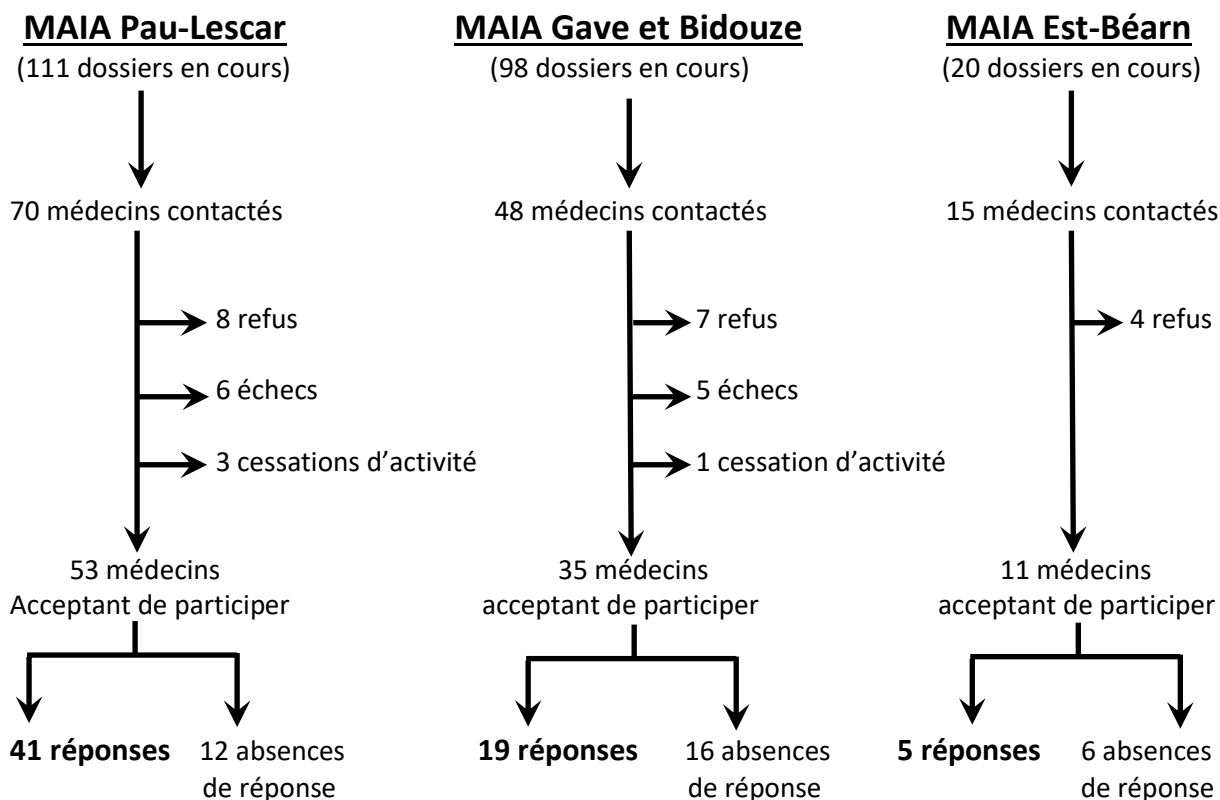 MAIA Pau-Lescar
(111 dossiers en cours)
70 médecins contactés
8 refus
6 échecs
3 cessations d’activité
53 médecins
Acceptant de participer
41 réponses
12 absences
de réponse
MAIA Gave et Bidouze
(98 dossiers en cours)
48 médecins contactés
7 refus
5 échecs
1 cessation d’activité
35 médecins
acceptant de participer
19 réponses
16 absences
de réponse
MAIA Est-Béarn
(20 dossiers en cours)
15 médecins contactés
4 refus
11 médecins
acceptant de participer
5 réponses
6 absences
de réponse